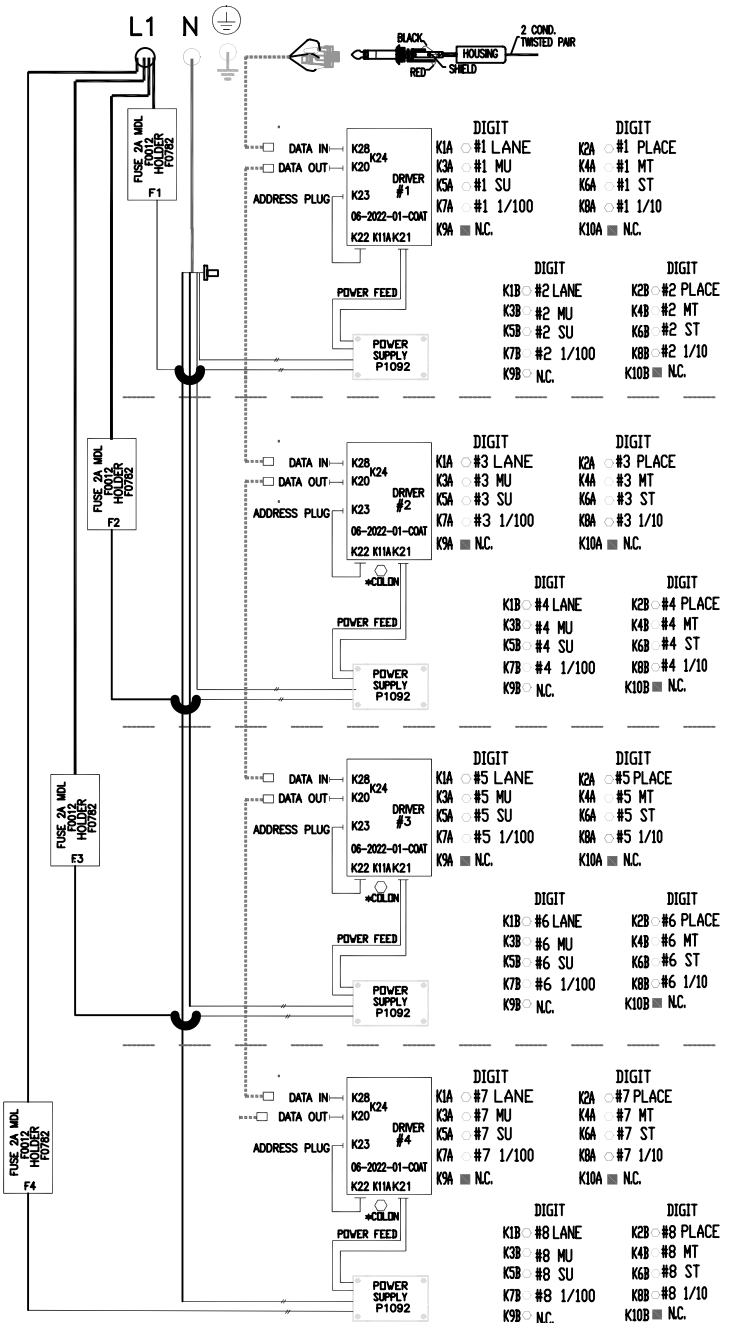 L1 N
BLACK
RED
SHIELD
HOUSING
2 COND.
TWISTED PAIR
FUSE 2A MDL
F0012
HOLDER
F0782
F1
DATA IN
DATA OUT
ADDRESS PLUG
K28
K24
K20
K23
DRIVER
#1
06-2022-01-COAT
K22 K11A K21
POWER FEED
POWER
SUPPLY
P1092
DIGIT DIGIT
K1A #1 LANE K2A #1 PLACE
K3A #1 MU K4A #1 MT
K5A #1 SU K6A #1 ST
K7A #1 1/100 K8A #1 1/10
K9A N.C. K10A N.C.
DIGIT DIGIT
K1B #2 LANE K2B #2 PLACE
K3B #2 MU K4B #2 MT
K5B #2 SU K6B #2 ST
K7B #2 1/100 K8B #2 1/10
K9B N.C. K10B N.C.
FUSE 2A MDL
F0012
HOLDER
F0782
F2
DATA IN
DATA OUT
ADDRESS PLUG
K28
K24
K20
K23
DRIVER
#2
06-2022-01-COAT
K22 K11A K21
*COLON
POWER FEED
POWER
SUPPLY
P1092
DIGIT DIGIT
K1A #3 LANE K2A #3 PLACE
K3A #3 MU K4A #3 MT
K5A #3 SU K6A #3 ST
K7A #3 1/100 K8A #3 1/10
K9A N.C. K10A N.C.
DIGIT DIGIT
K1B #4 LANE K2B #4 PLACE
K3B #4 MU K4B #4 MT
K5B #4 SU K6B #4 ST
K7B #4 1/100 K8B #4 1/10
K9B N.C. K10B N.C.
FUSE 2A MDL
F0012
HOLDER
F0782
F3
DATA IN
DATA OUT
ADDRESS PLUG
K28
K24
K20
K23
DRIVER
#3
06-2022-01-COAT
K22 K11A K21
*COLON
POWER FEED
POWER
SUPPLY
P1092
DIGIT DIGIT
K1A #5 LANE K2A #5 PLACE
K3A #5 MU K4A #5 MT
K5A #5 SU K6A #5 ST
K7A #5 1/100 K8A #5 1/10
K9A N.C. K10A N.C.
DIGIT DIGIT
K1B #6 LANE K2B #6 PLACE
K3B #6 MU K4B #6 MT
K5B #6 SU K6B #6 ST
K7B #6 1/100 K8B #6 1/10
K9B N.C. K10B N.C.
FUSE 2A MDL
F0012
HOLDER
F0782
F4
DATA IN
DATA OUT
ADDRESS PLUG
K28
K24
K20
K23
DRIVER
#4
06-2022-01-COAT
K22 K11A K21
*COLON
POWER FEED
POWER
SUPPLY
P1092
DIGIT DIGIT
K1A #7 LANE K2A #7 PLACE
K3A #7 MU K4A #7 MT
K5A #7 SU K6A #7 ST
K7A #7 1/100 K8A #7 1/10
K9A N.C. K10A N.C.
DIGIT DIGIT
K1B #8 LANE K2B #8 PLACE
K3B #8 MU K4B #8 MT
K5B #8 SU K6B #8 ST
K7B #8 1/100 K8B #8 1/10
K9B N.C. K10B N.C.